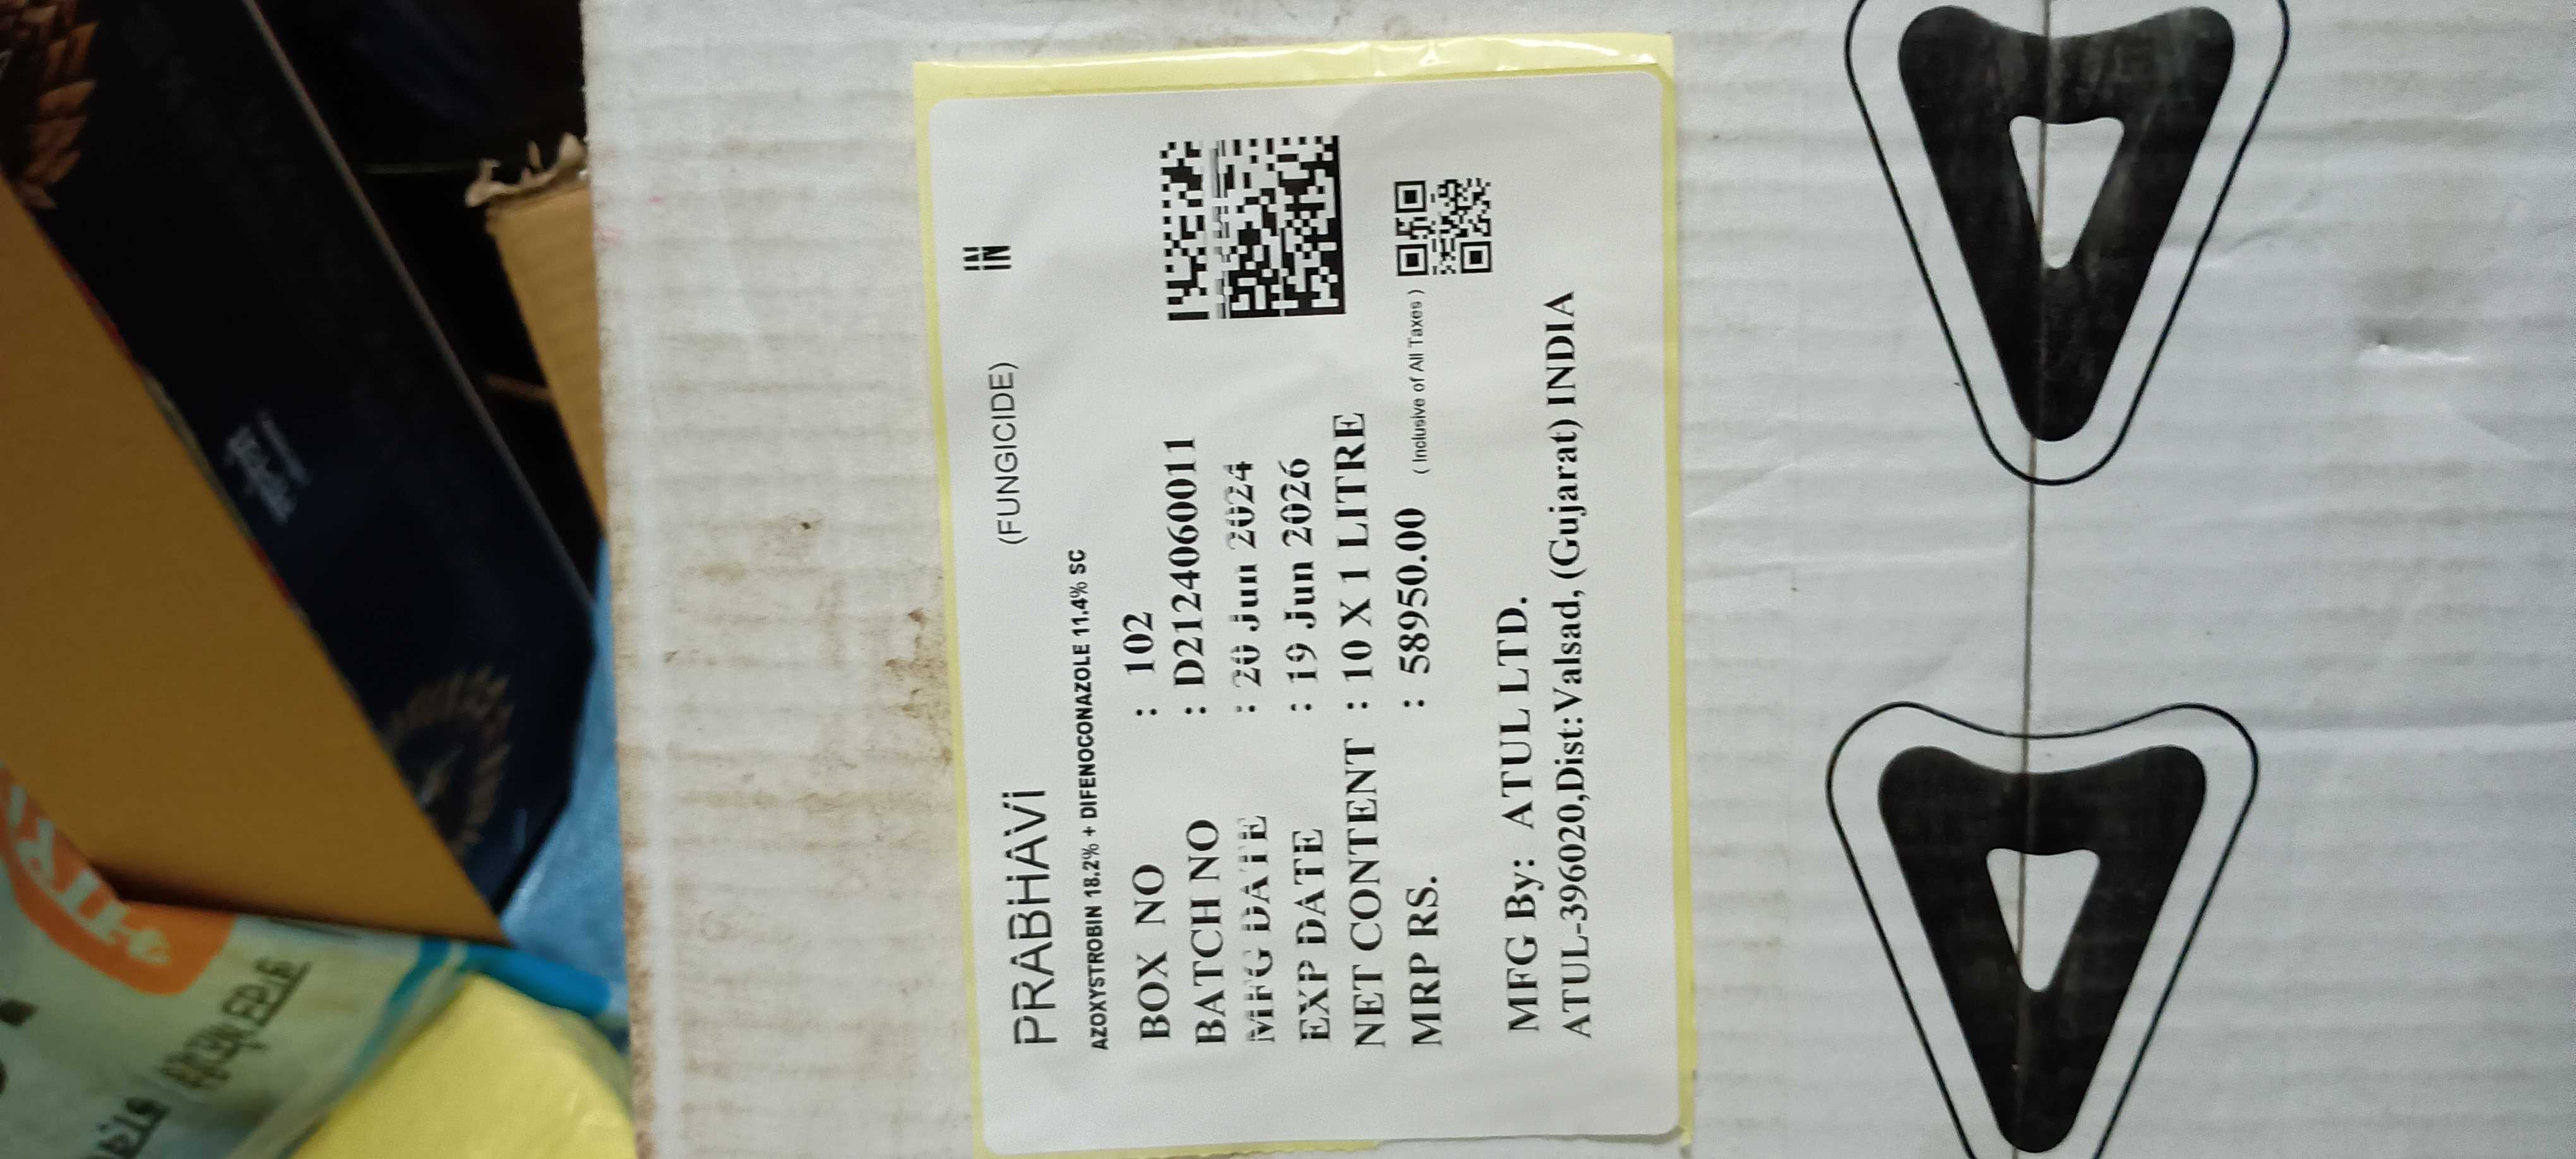 PRABHAVI (FUNGICIDE) IN
AZOXYSTROBIN 18.2% + DIFENOCONAZOLE 11.4% SC
BOX NO : 102
BATCH NO : D2124060011
MFG DATE : 20 Jun 2024
EXP DATE : 19 Jun 2026
NET CONTENT : 10 X 1 LITRE
MRP RS. : 58950.00 ( Inclusive of All Taxes )
MFG By: ATUL LTD.
ATUL-396020,Dist:Valsad, (Gujarat) INDIA